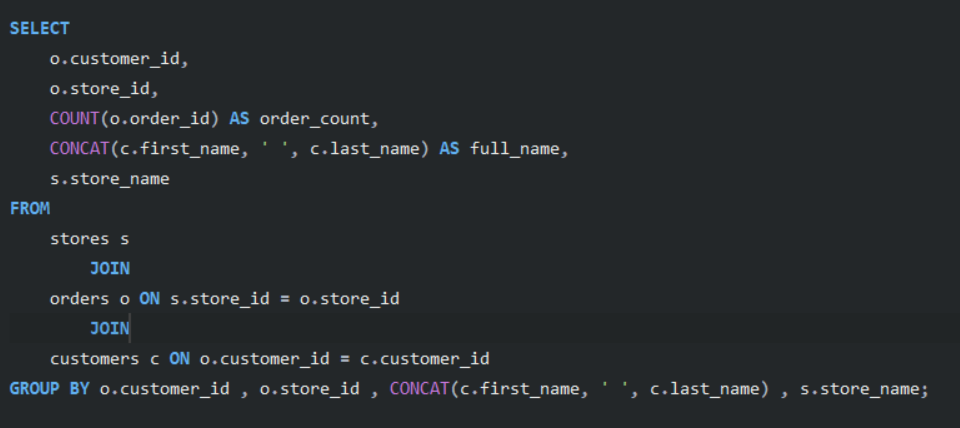 SELECT
o.customer_id,
o.store_id,
COUNT(o.order_id) AS order_count,
CONCAT(c.first_name, ' ', c.last_name) AS full_name,
s.store_name
FROM
stores s
JOIN
orders o ON s.store_id = o.store_id
JOIN
customers c ON o.customer_id = c.customer_id
GROUP BY o.customer_id , o.store_id , CONCAT(c.first_name, ' ', c.last_name) , s.store_name;